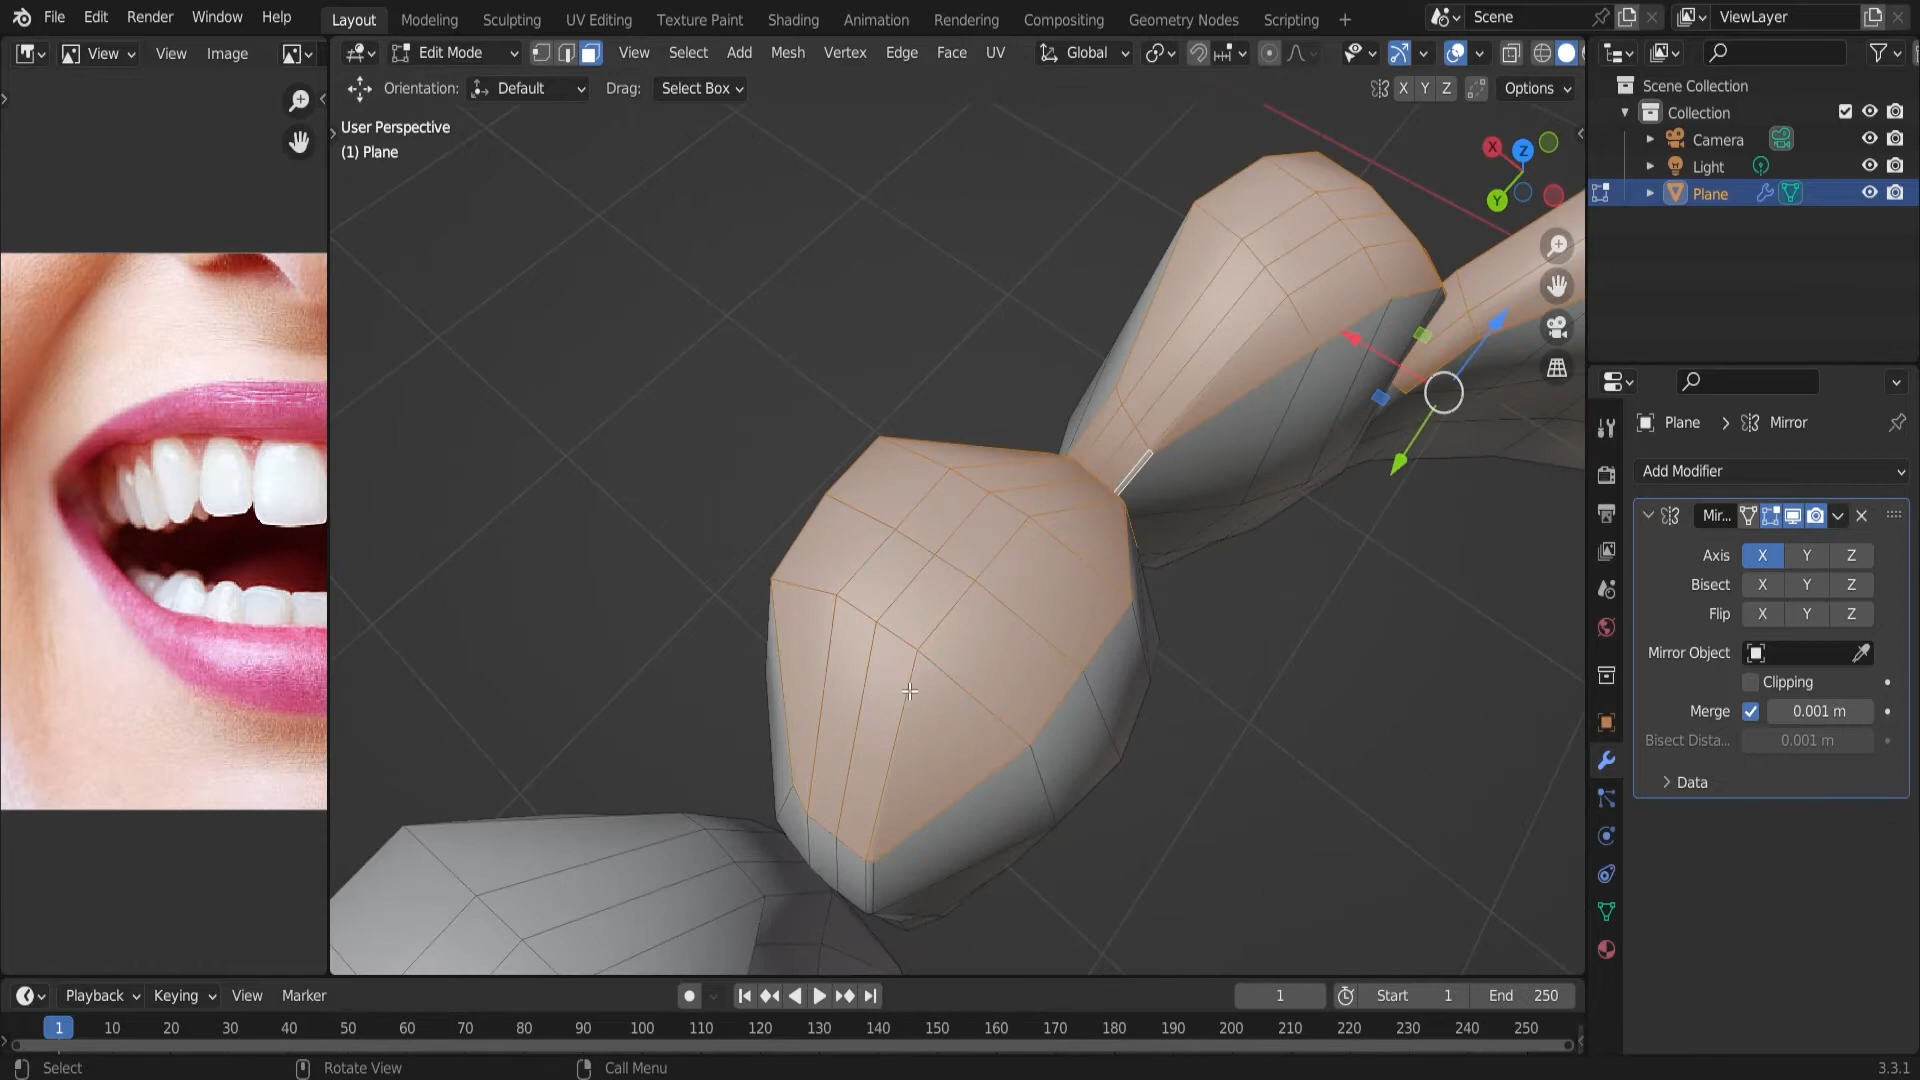 File Edit Render Window Help
Layout Modeling Sculpting UV Editing Texture Paint Shading Animation Rendering Compositing Geometry Nodes Scripting
Scene
ViewLayer
View View Image
Edit Mode View Select Add Mesh Vertex Edge Face UV Global
Orientation: Default Drag: Select Box
X Y Z Options
User Perspective
(1) Plane
X Z Y
Scene Collection
Collection
Camera
Light
Plane
Plane > Mirror
Add Modifier
Mir...
Axis X Y Z
Bisect X Y Z
Flip X Y Z
Mirror Object
Clipping
Merge 0.001 m
Bisect Dista... 0.001 m
Data
Playback Keying View Marker
1 Start 1 End 250
1 10 20 30 40 50 60 70 80 90 100 110 120 130 140 150 160 170 180 190 200 210 220 230 240 250
Select Rotate View Call Menu 3.3.1